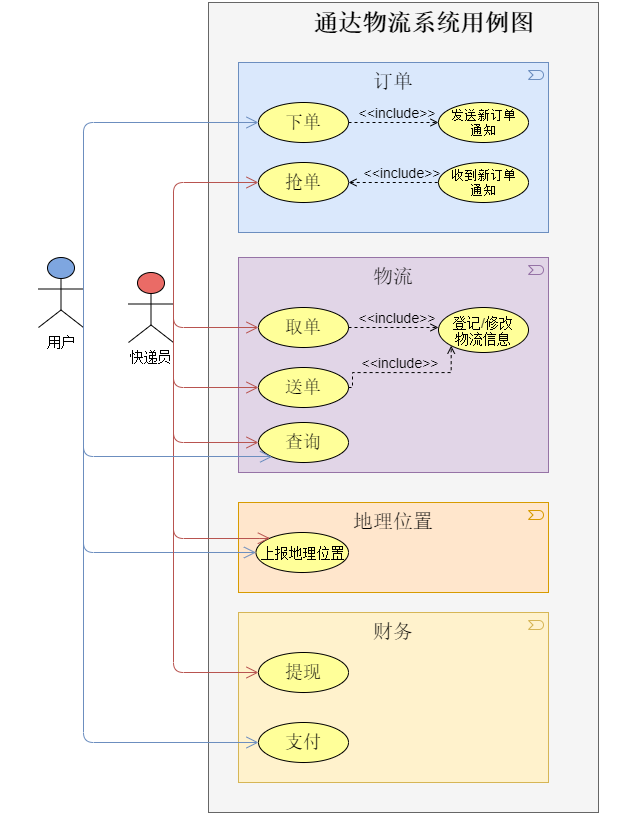 通达物流系统用例图
订单
下单
<<include>>
发送新订单
通知
抢单
<<include>>
收到新订单
通知
物流
取单
<<include>>
登记/修改
物流信息
用户
快递员
送单
<<include>>
查询
地理位置
上报地理位置
财务
提现
支付